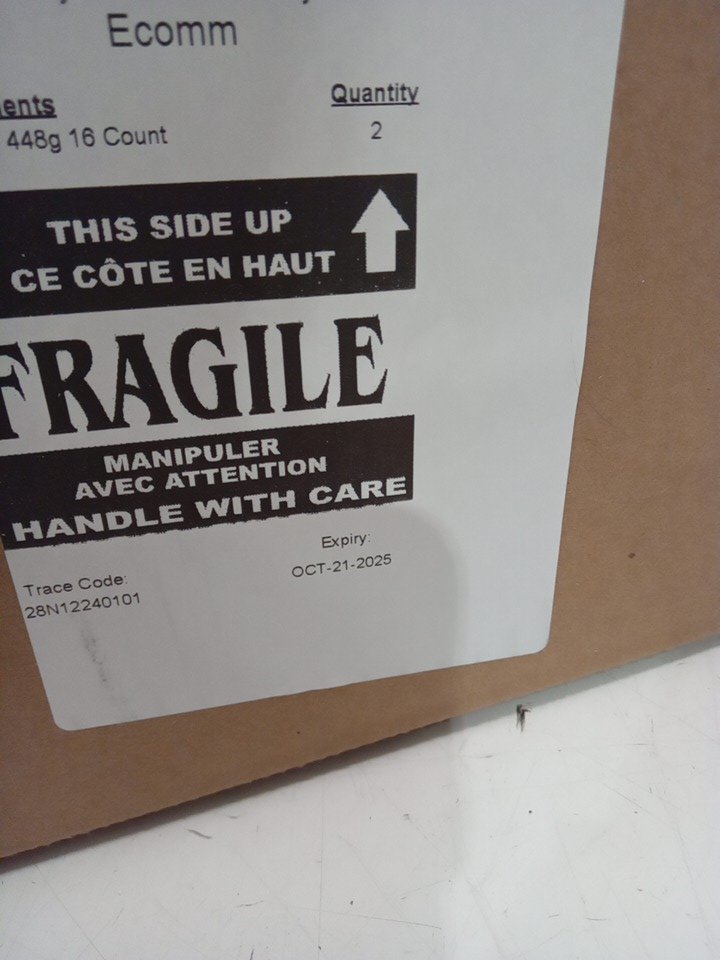 Ecomm
ents Quantity
448g 16 Count 2
THIS SIDE UP
CE CÔTE EN HAUT
FRAGILE
MANIPULER
AVEC ATTENTION
HANDLE WITH CARE
Expiry:
OCT-21-2025
Trace Code:
28N12240101